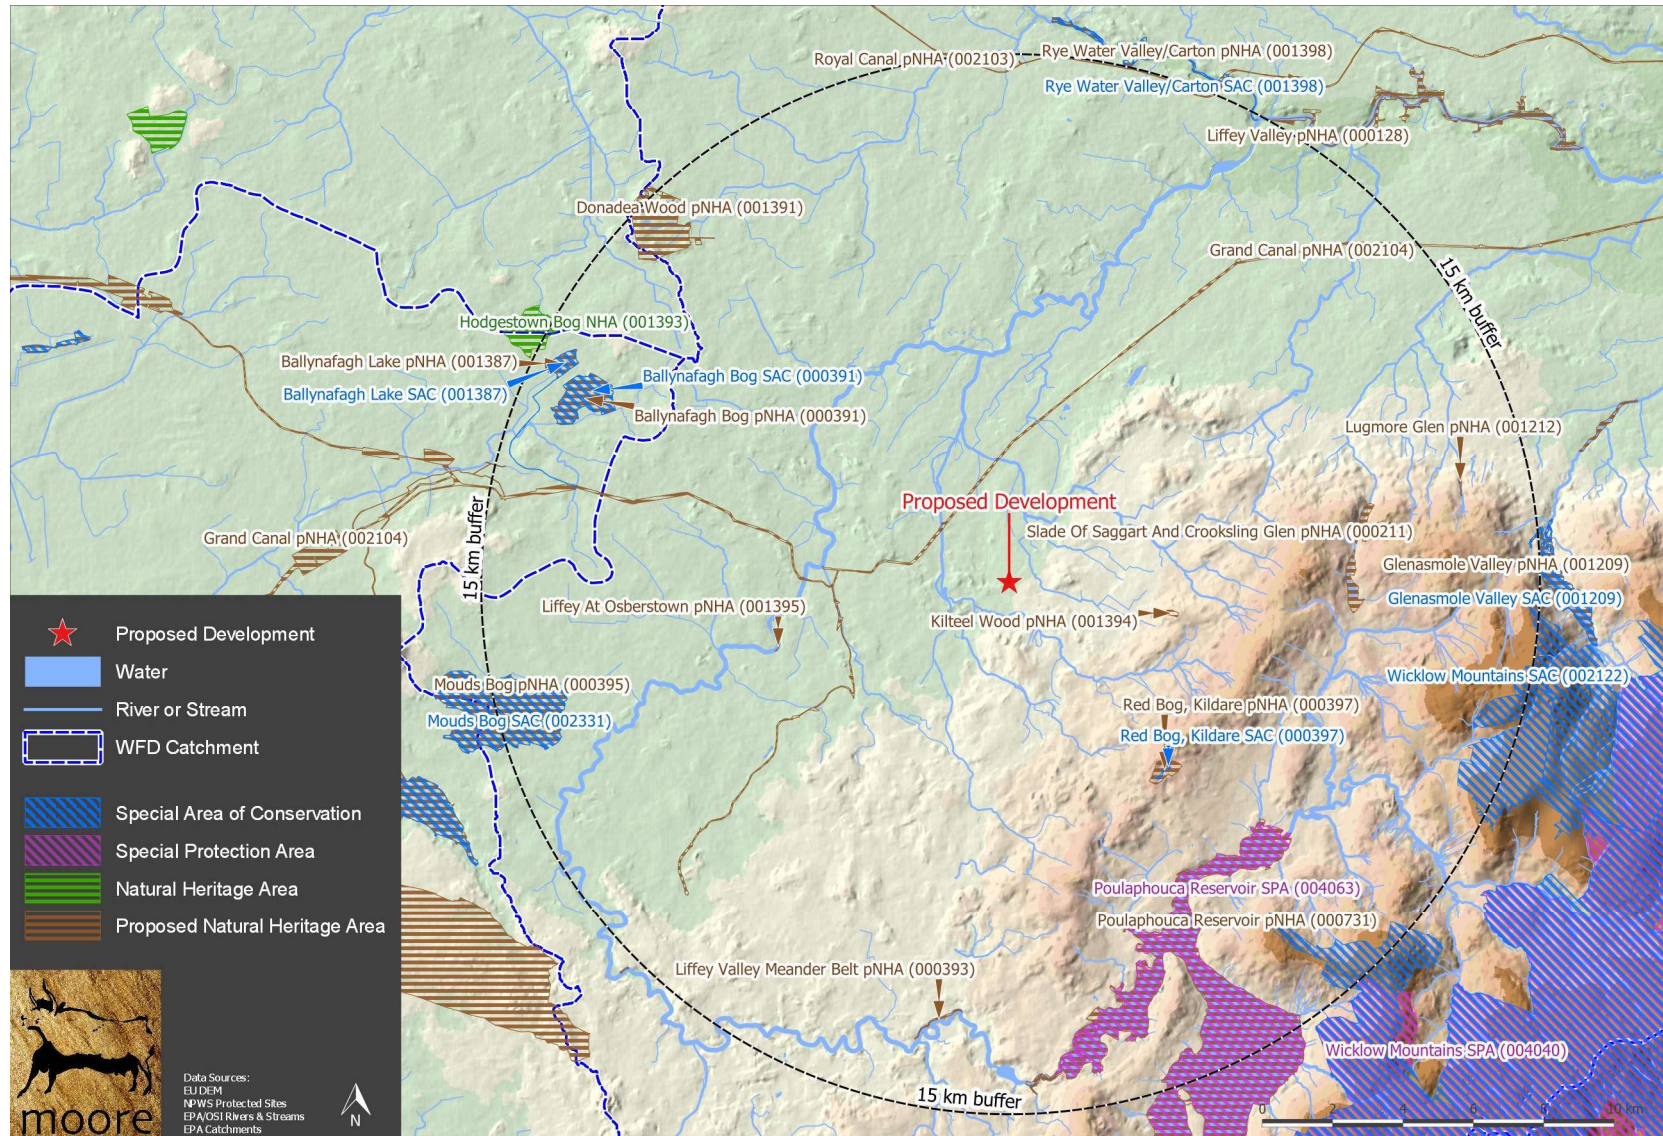 Royal Canal pNHA (002103)
Rye Water Valley/Carton pNHA (001398)
Rye Water Valley/Carton SAC (001398)
Liffey Valley pNHA (000128)
Donadea Wood pNHA (001391)
Grand Canal pNHA (002104)
15 km buffer
Hodgestown Bog NHA (001393)
Ballynafagh Lake pNHA (001387)
Ballynafagh Bog SAC (000391)
Ballynafagh Lake SAC (001387)
Ballynafagh Bog pNHA (000391)
Lugmore Glen pNHA (001212)
Proposed Development
15 km buffer
Grand Canal pNHA (002104)
Slade Of Saggart And Crooksling Glen pNHA (000211)
Glenasmole Valley pNHA (001209)
Glenasmole Valley SAC (001209)
Liffey At Osberstown pNHA (001395)
Kilteel Wood pNHA (001394)
Wicklow Mountains SAC (002122)
Mouds Bog pNHA (000395)
Mouds Bog SAC (002331)
Red Bog, Kildare pNHA (000397)
Red Bog, Kildare SAC (000397)
Poulaphouca Reservoir SPA (004063)
Poulaphouca Reservoir pNHA (000731)
Liffey Valley Meander Belt pNHA (000393)
Wicklow Mountains SPA (004040)
15 km buffer
0 2 4 6 8 10 km
Proposed Development
Water
River or Stream
WFD Catchment
Special Area of Conservation
Special Protection Area
Natural Heritage Area
Proposed Natural Heritage Area
moore
Data Sources:
EU DEM
NPWS Protected Sites
EPA/OSI Rivers & Streams
EPA Catchments
N